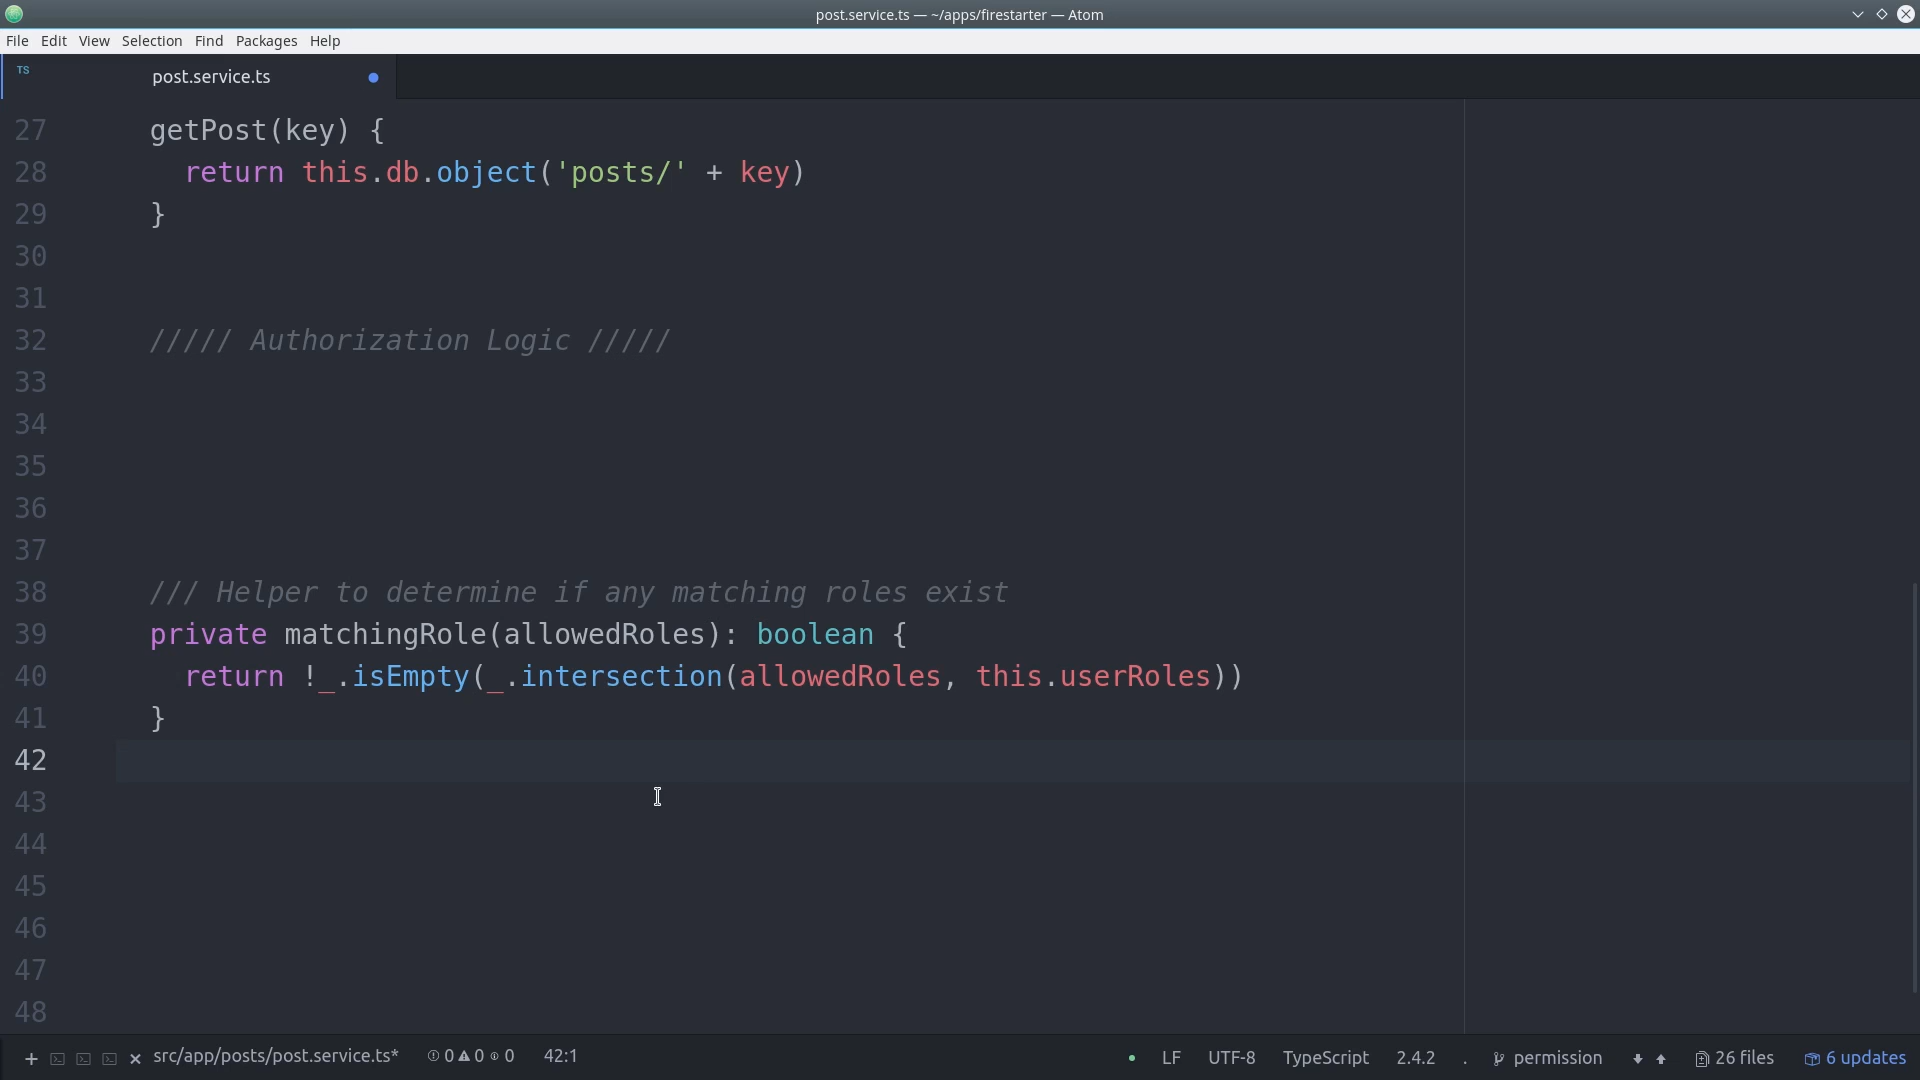 post.service.ts — ~/apps/firestarter — Atom
File Edit View Selection Find Packages Help
TS post.service.ts
27 getPost(key) {
28 return this.db.object('posts/' + key)
29 }
30
31
32 ///// Authorization Logic /////
33
34
35
36
37
38 /// Helper to determine if any matching roles exist
39 private matchingRole(allowedRoles): boolean {
40 return !_.isEmpty(_.intersection(allowedRoles, this.userRoles))
41 }
42
43
44
45
46
47
48
+ × src/app/posts/post.service.ts* 0 0 0 42:1 LF UTF-8 TypeScript 2.4.2 . permission 26 files 6 updates